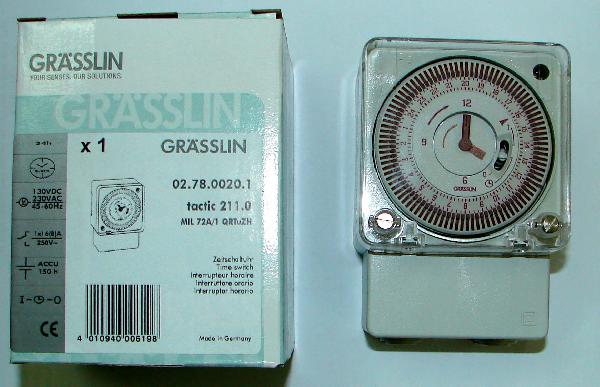 GRÄSSLIN
YOUR SENSES. OUR SOLUTIONS.
GRÄSSLIN
x 1
GRÄSSLIN
130VDC
230VAC
45-60Hz
250V~
ACCU
150 h
I-O
CE
02.78.0020.1
tactic 211.0
MIL 72A/1 QRTuZH
Zeitschaltuhr
Time switch
Interrupteur horaire
Interruttore orario
Interruptor horario
4 010940 006198
Made in Germany
12
9
6
GRÄSSLIN